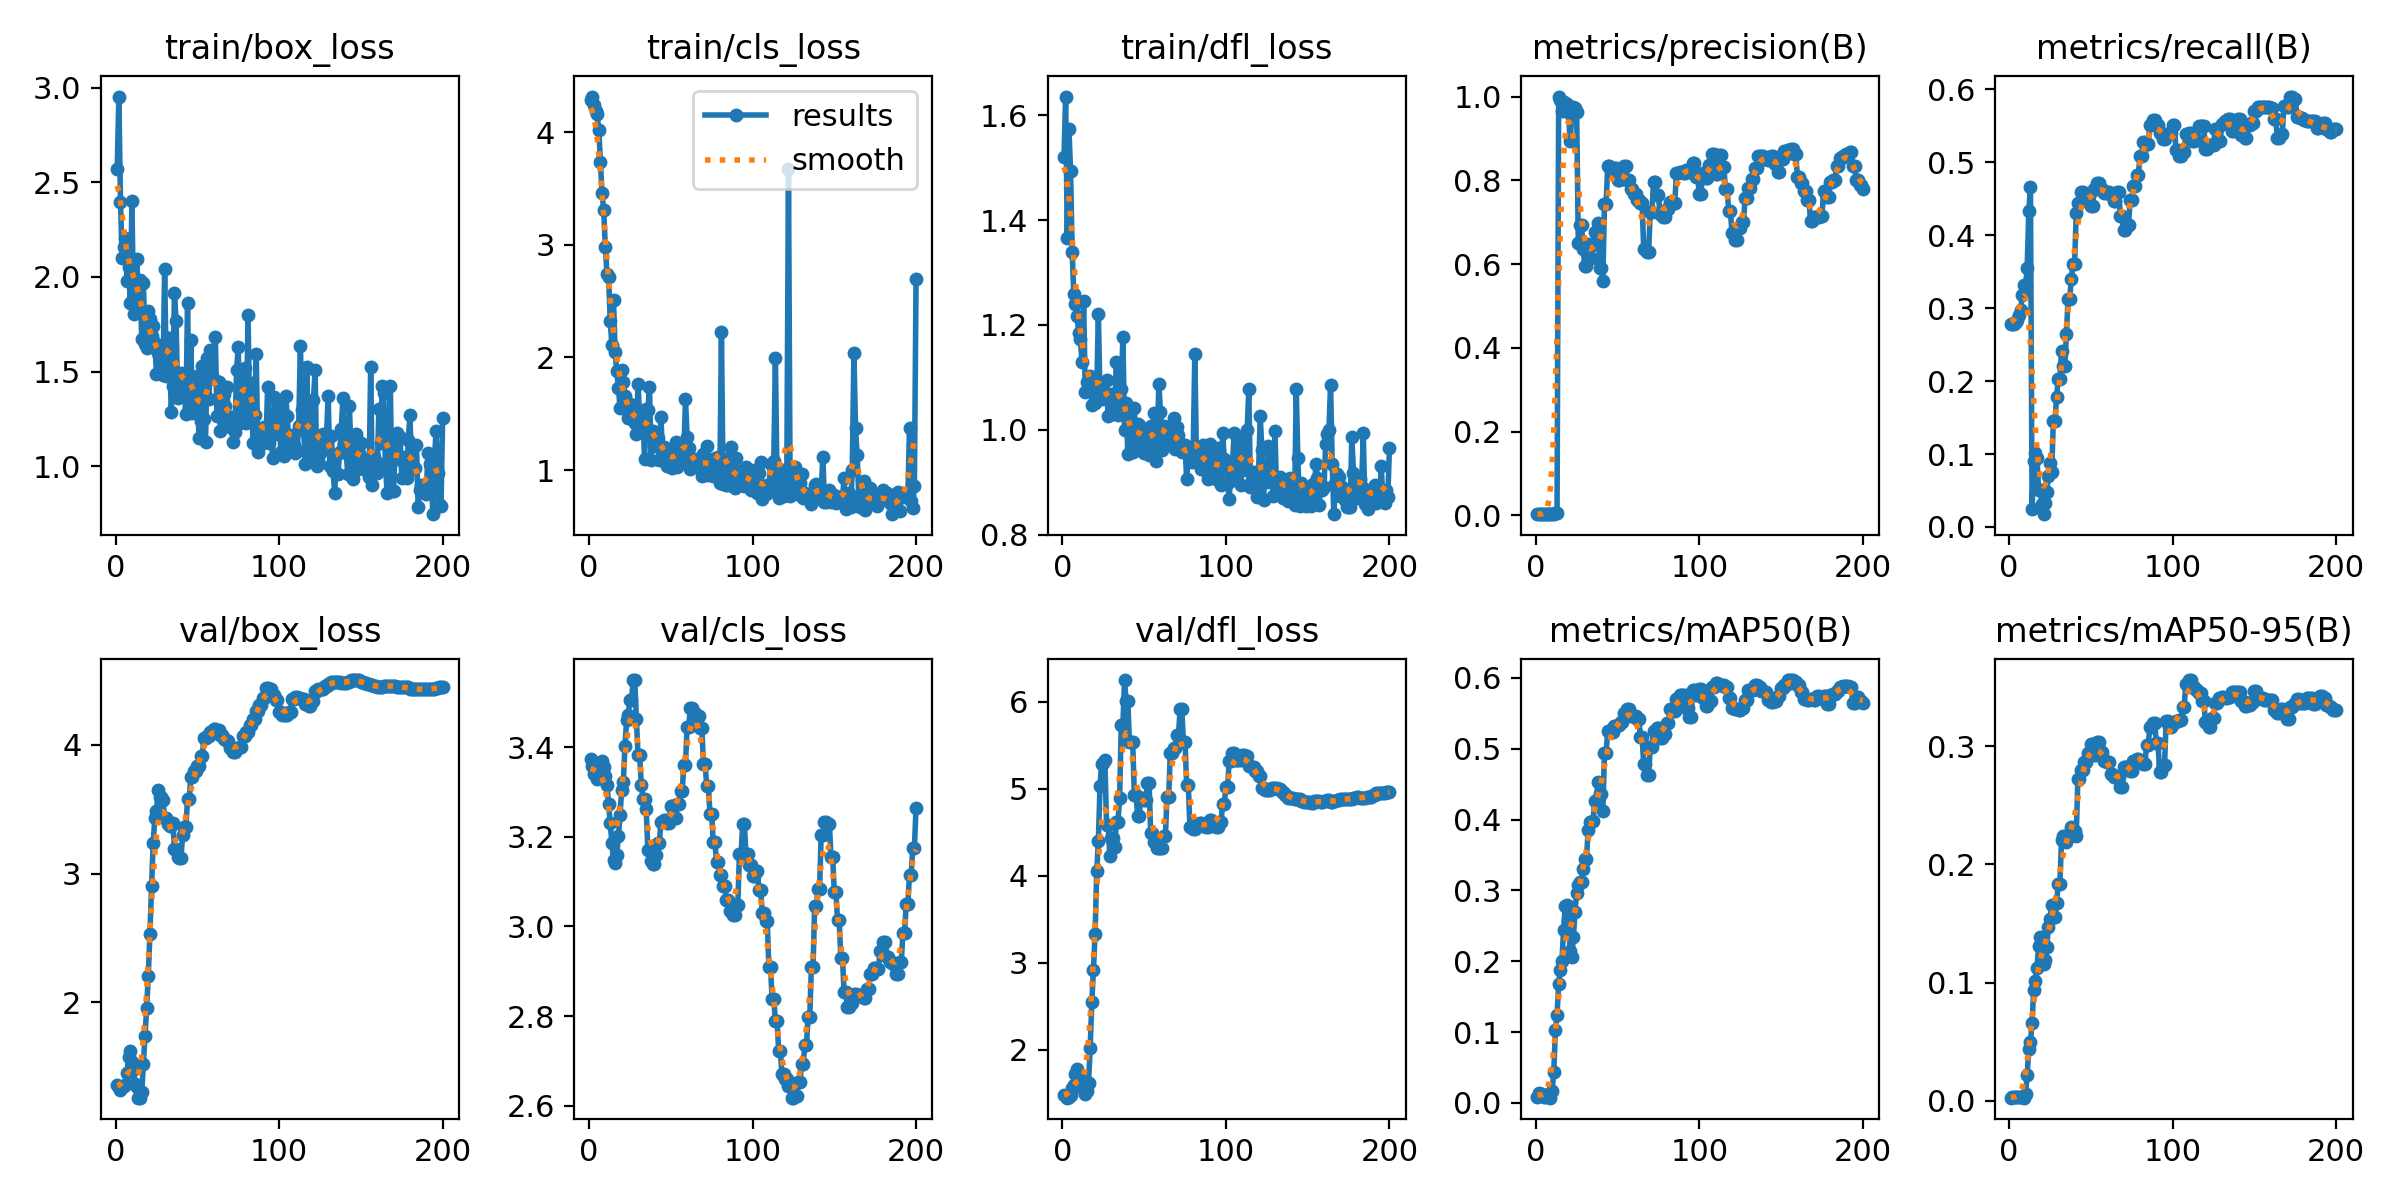 train/box_loss
3.0
2.5
2.0
1.5
1.0
0 100 200
train/cls_loss
results
smooth
4
3
2
1
0 100 200
train/dfl_loss
1.6
1.4
1.2
1.0
0.8
0 100 200
metrics/precision(B)
1.0
0.8
0.6
0.4
0.2
0.0
0 100 200
metrics/recall(B)
0.6
0.5
0.4
0.3
0.2
0.1
0.0
0 100 200
val/box_loss
4
3
2
0 100 200
val/cls_loss
3.4
3.2
3.0
2.8
2.6
0 100 200
val/dfl_loss
6
5
4
3
2
0 100 200
metrics/mAP50(B)
0.6
0.5
0.4
0.3
0.2
0.1
0.0
0 100 200
metrics/mAP50-95(B)
0.3
0.2
0.1
0.0
0 100 200